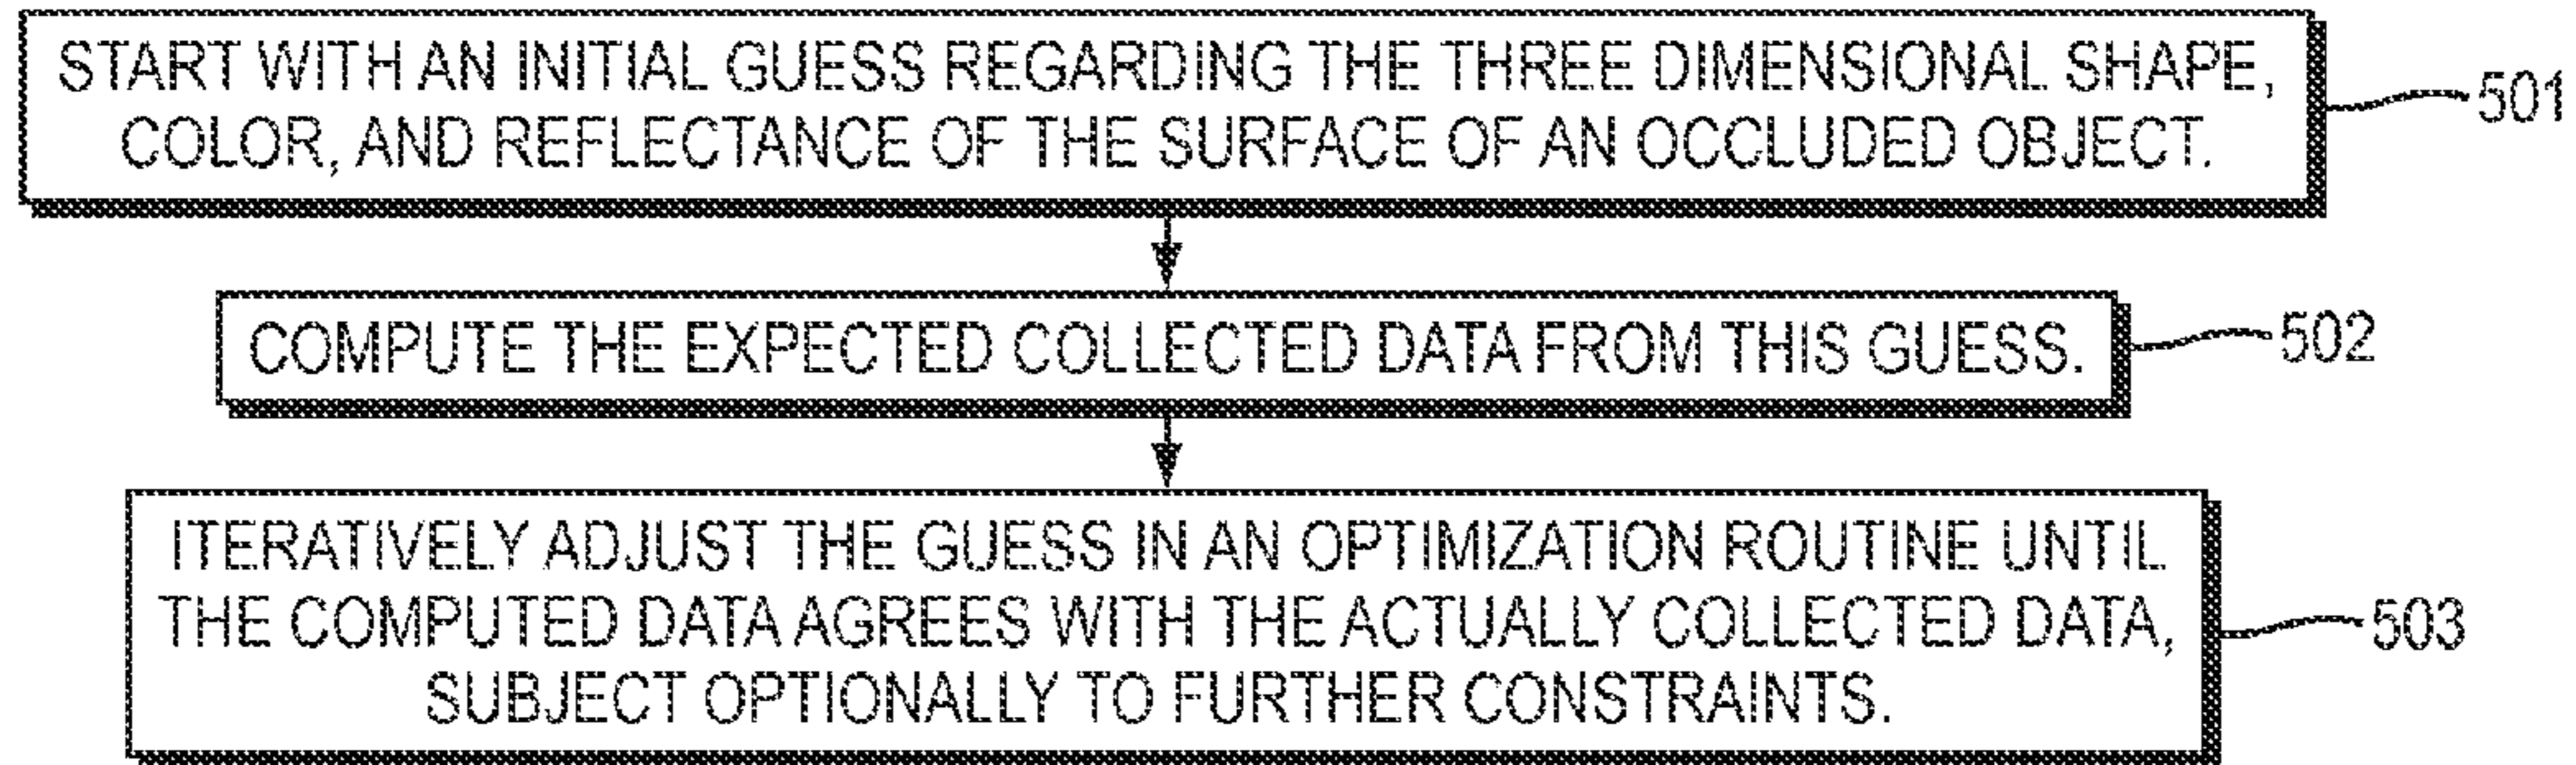 START WITH AN INITIAL GUESS REGARDING THE THREE DIMENSIONAL SHAPE,
COLOR, AND REFLECTANCE OF THE SURFACE OF AN OCCLUDED OBJECT.
501
COMPUTE THE EXPECTED COLLECTED DATA FROM THIS GUESS.
502
ITERATIVELY ADJUST THE GUESS IN AN OPTIMIZATION ROUTINE UNTIL
THE COMPUTED DATA AGREES WITH THE ACTUALLY COLLECTED DATA,
SUBJECT OPTIONALLY TO FURTHER CONSTRAINTS.
503